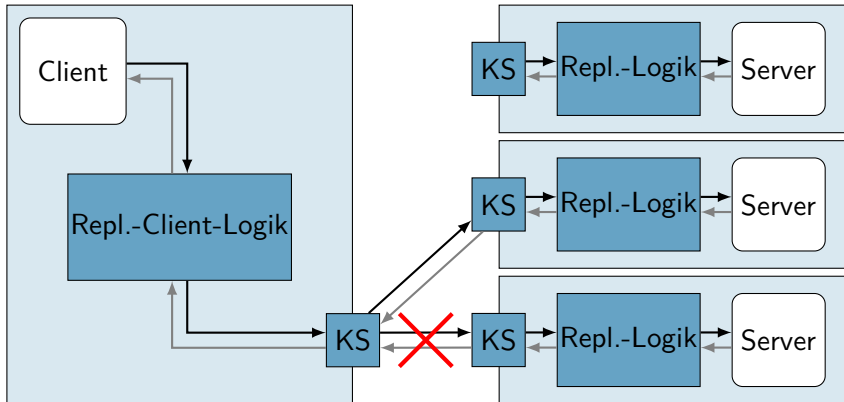 Client
Repl.-Client-Logik
KS
KS
Repl.-Logik
Server
KS
Repl.-Logik
Server
KS
Repl.-Logik
Server